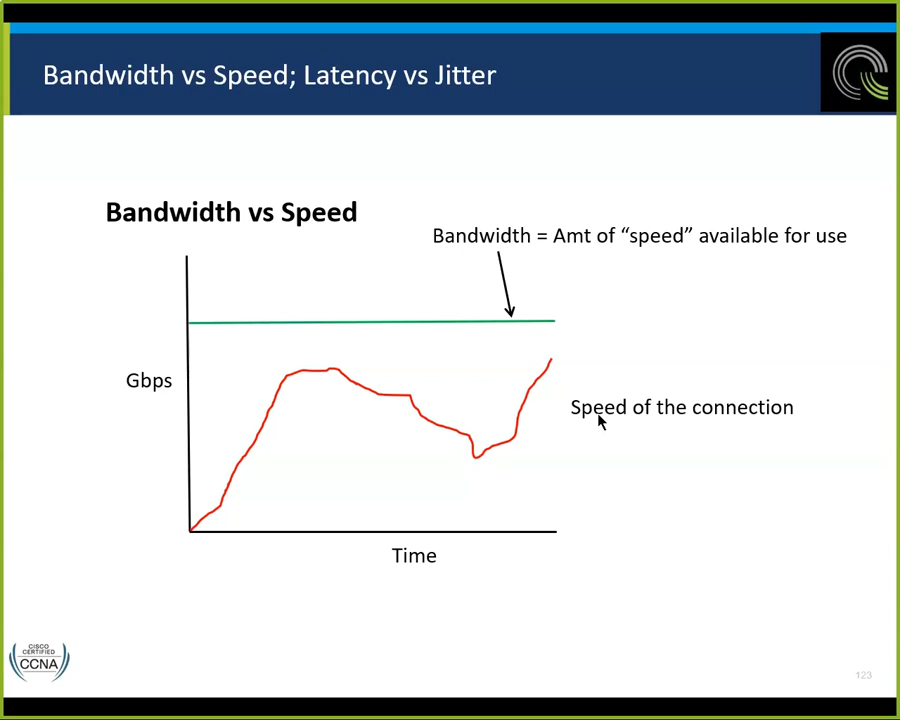 Bandwidth vs Speed; Latency vs Jitter
Bandwidth vs Speed
Bandwidth = Amt of “speed” available for use
Gbps
Speed of the connection
Time
CISCO
CERTIFIED
CCNA
123